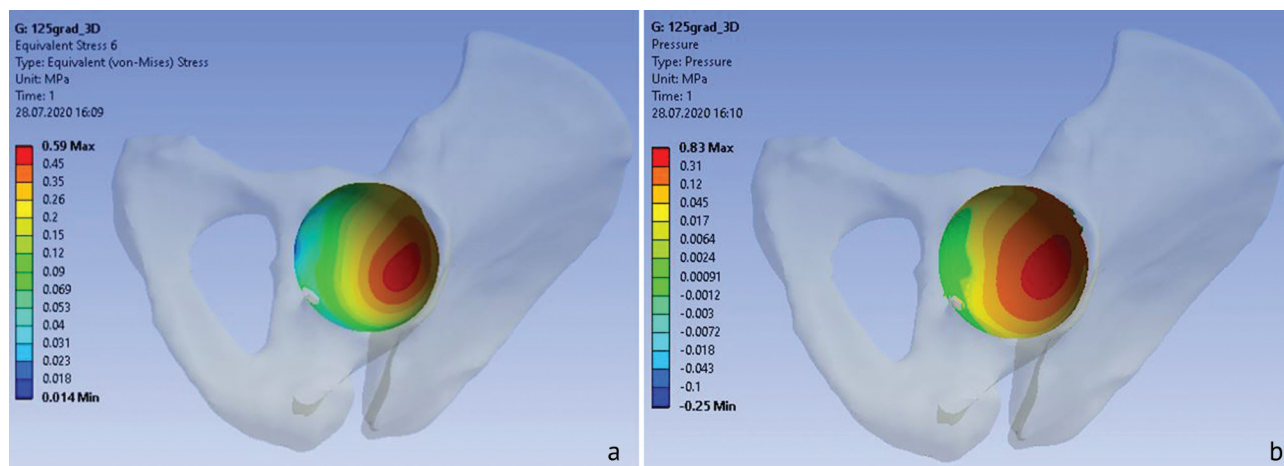 G: 125grad_3D
Equivalent Stress 6
Type: Equivalent (von-Mises) Stress
Unit: MPa
Time: 1
28.07.2020 16:09
0.59 Max
0.45
0.35
0.26
0.2
0.15
0.12
0.09
0.069
0.053
0.04
0.031
0.023
0.018
0.014 Min
a
G: 125grad_3D
Pressure
Type: Pressure
Unit: MPa
Time: 1
28.07.2020 16:10
0.83 Max
0.31
0.12
0.045
0.017
0.0064
0.0024
0.00091
-0.0012
-0.003
-0.0072
-0.018
-0.043
-0.1
-0.25 Min
b